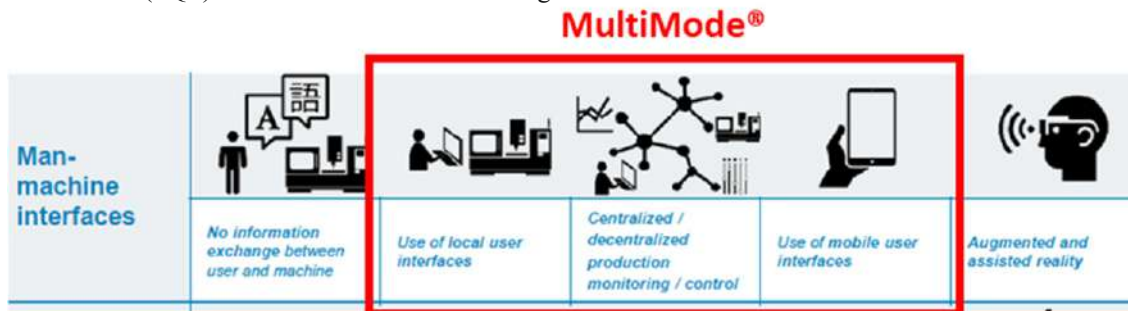 MultiMode®
A 語
Man-
machine
interfaces
No information
exchange between
user and machine
Use of local user
interfaces
Centralized /
decentralized
production
monitoring / control
Use of mobile user
interfaces
Augmented and
assisted reality